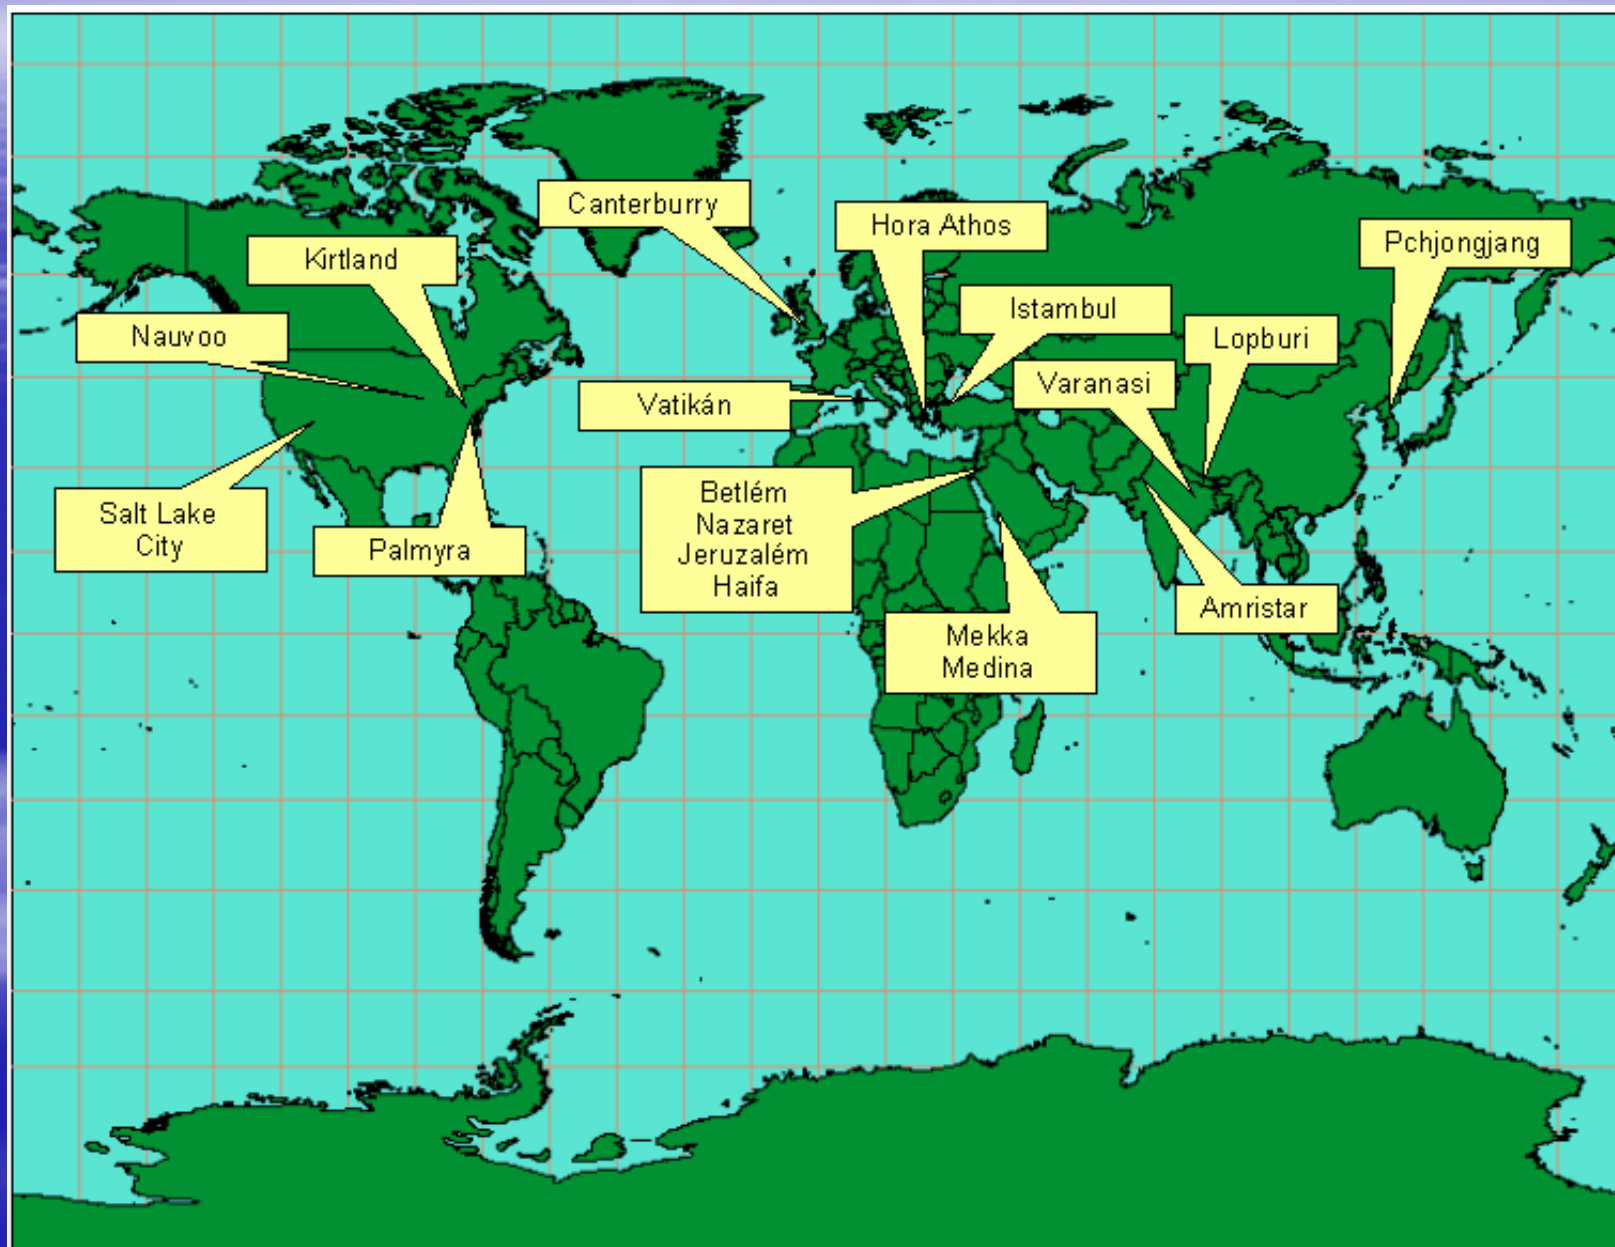 Canterburry
Hora Athos
Pchjongjang
Kirtland
Istambul
Nauvoo
Lopburi
Varanasi
Vatikán
Salt Lake
City
Palmyra
Betlém
Nazaret
Jeruzalém
Haifa
Amristar
Mekka
Medina